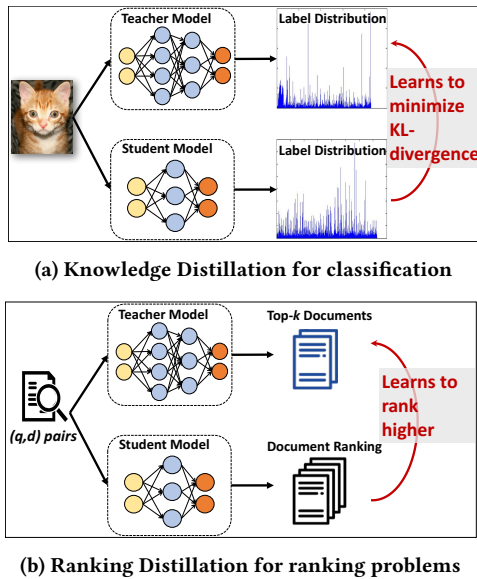 Teacher Model
Label Distribution
Learns to
minimize
KL-
divergence
Student Model
Label Distribution
(a) Knowledge Distillation for classification
Teacher Model
Top-k Documents
Learns to
rank
higher
(q,d) pairs
Student Model
Document Ranking
(b) Ranking Distillation for ranking problems